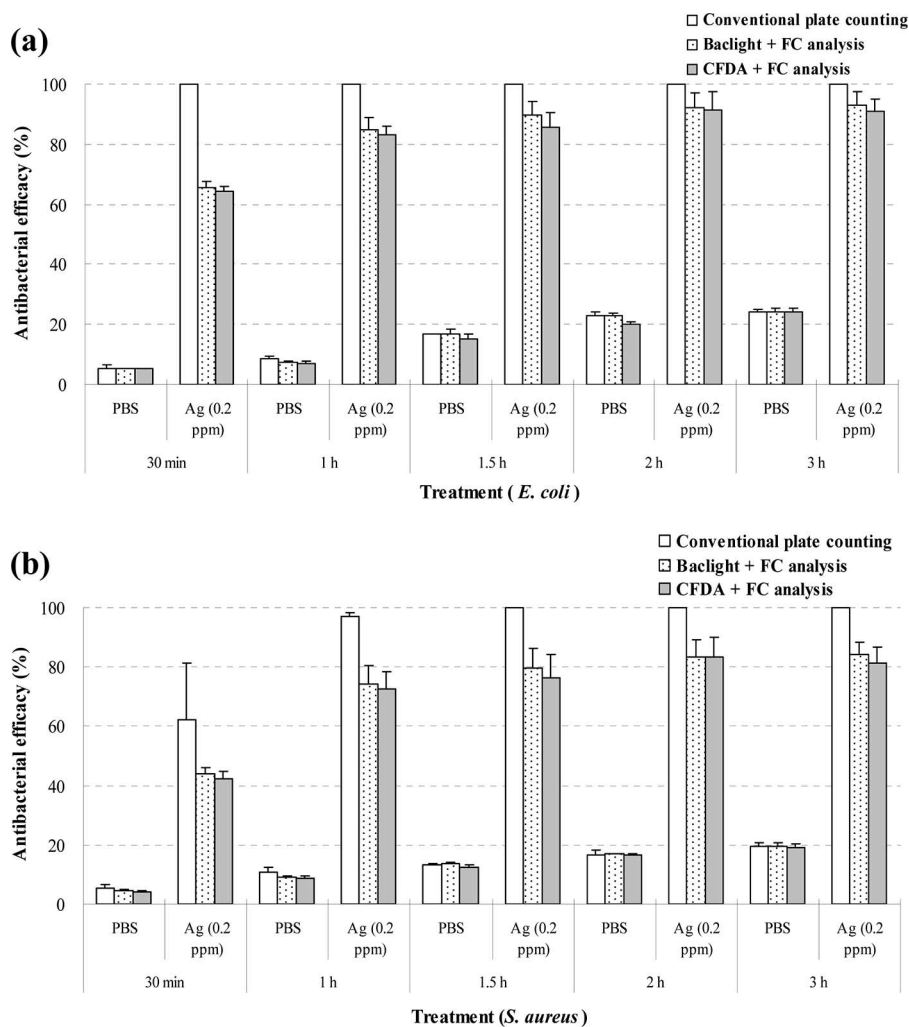 (a)
Conventional plate counting
Baclight + FC analysis
CFDA + FC analysis
Antibacterial efficacy (%)
100
80
60
40
20
0
PBS Ag (0.2 ppm) PBS Ag (0.2 ppm) PBS Ag (0.2 ppm) PBS Ag (0.2 ppm) PBS Ag (0.2 ppm)
30 min 1 h 1.5 h 2 h 3 h
Treatment ( E. coli )
(b)
Conventional plate counting
Baclight + FC analysis
CFDA + FC analysis
Antibacterial efficacy (%)
100
80
60
40
20
0
PBS Ag (0.2 ppm) PBS Ag (0.2 ppm) PBS Ag (0.2 ppm) PBS Ag (0.2 ppm) PBS Ag (0.2 ppm)
30 min 1 h 1.5 h 2 h 3 h
Treatment (S. aureus )